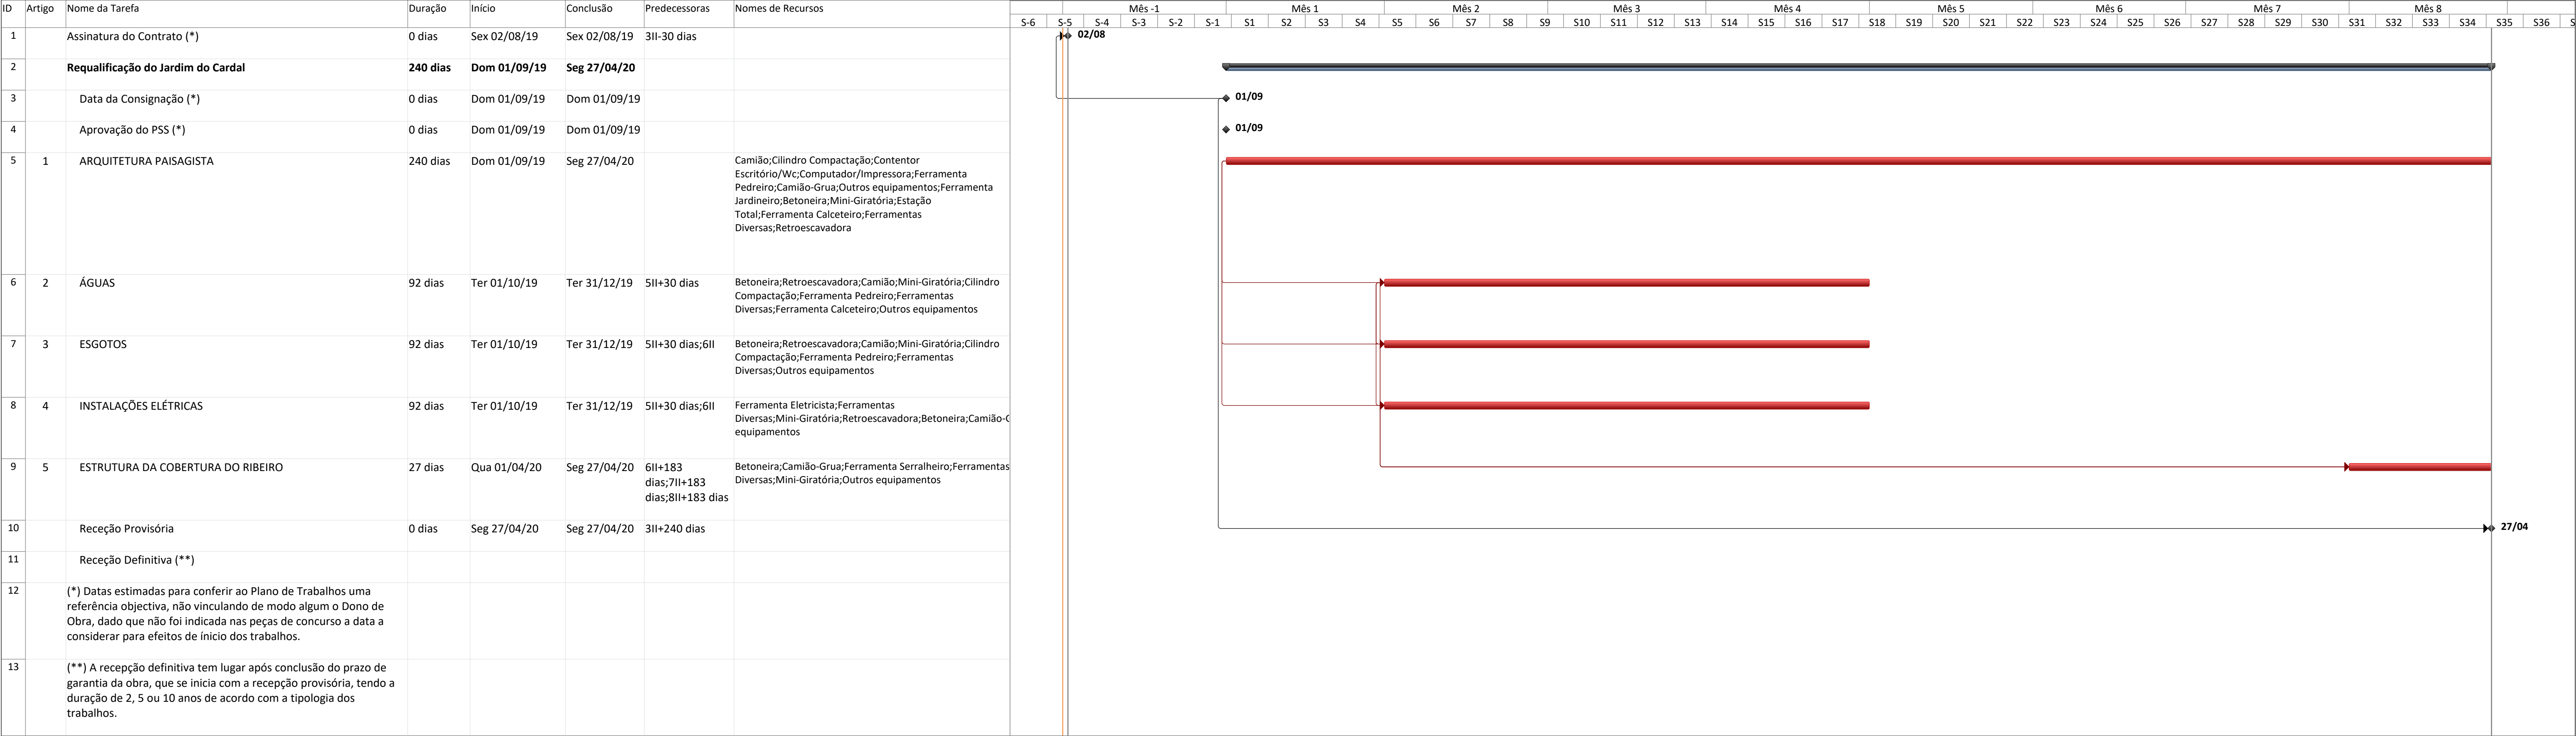 ID Artigo Nome da Tarefa Duração Início Conclusão Predecessoras Nomes de Recursos
Mês -1 Mês 1 Mês 2 Mês 3 Mês 4 Mês 5 Mês 6 Mês 7 Mês 8
S-6 S-5 S-4 S-3 S-2 S-1 S1 S2 S3 S4 S5 S6 S7 S8 S9 S10 S11 S12 S13 S14 S15 S16 S17 S18 S19 S20 S21 S22 S23 S24 S25 S26 S27 S28 S29 S30 S31 S32 S33 S34 S35 S36 S
1 Assinatura do Contrato (*) 0 dias Sex 02/08/19 Sex 02/08/19 3II-30 dias 02/08
2 Requalificação do Jardim do Cardal 240 dias Dom 01/09/19 Seg 27/04/20
3 Data da Consignação (*) 0 dias Dom 01/09/19 Dom 01/09/19 01/09
4 Aprovação do PSS (*) 0 dias Dom 01/09/19 Dom 01/09/19 01/09
5 1 ARQUITETURA PAISAGISTA 240 dias Dom 01/09/19 Seg 27/04/20 Camião;Cilindro Compactação;Contentor
Escritório/Wc;Computador/Impressora;Ferramenta
Pedreiro;Camião-Grua;Outros equipamentos;Ferramenta
Jardineiro;Betoneira;Mini-Giratória;Estação
Total;Ferramenta Calceteiro;Ferramentas
Diversas;Retroescavadora
6 2 ÁGUAS 92 dias Ter 01/10/19 Ter 31/12/19 5II+30 dias Betoneira;Retroescavadora;Camião;Mini-Giratória;Cilindro
Compactação;Ferramenta Pedreiro;Ferramentas
Diversas;Ferramenta Calceteiro;Outros equipamentos
7 3 ESGOTOS 92 dias Ter 01/10/19 Ter 31/12/19 5II+30 dias;6II Betoneira;Retroescavadora;Camião;Mini-Giratória;Cilindro
Compactação;Ferramenta Pedreiro;Ferramentas
Diversas;Outros equipamentos
8 4 INSTALAÇÕES ELÉTRICAS 92 dias Ter 01/10/19 Ter 31/12/19 5II+30 dias;6II Ferramenta Eletricista;Ferramentas
Diversas;Mini-Giratória;Retroescavadora;Betoneira;Camião-G
equipamentos
9 5 ESTRUTURA DA COBERTURA DO RIBEIRO 27 dias Qua 01/04/20 Seg 27/04/20 6II+183 Betoneira;Camião-Grua;Ferramenta Serralheiro;Ferramentas
dias;7II+183 Diversas;Mini-Giratória;Outros equipamentos
dias;8II+183 dias
10 Receção Provisória 0 dias Seg 27/04/20 Seg 27/04/20 3II+240 dias 27/04
11 Receção Definitiva (**)
12 (*) Datas estimadas para conferir ao Plano de Trabalhos uma
referência objectiva, não vinculando de modo algum o Dono de
Obra, dado que não foi indicada nas peças de concurso a data a
considerar para efeitos de ínicio dos trabalhos.
13 (**) A recepção definitiva tem lugar após conclusão do prazo de
garantia da obra, que se inicia com a recepção provisória, tendo a
duração de 2, 5 ou 10 anos de acordo com a tipologia dos
trabalhos.